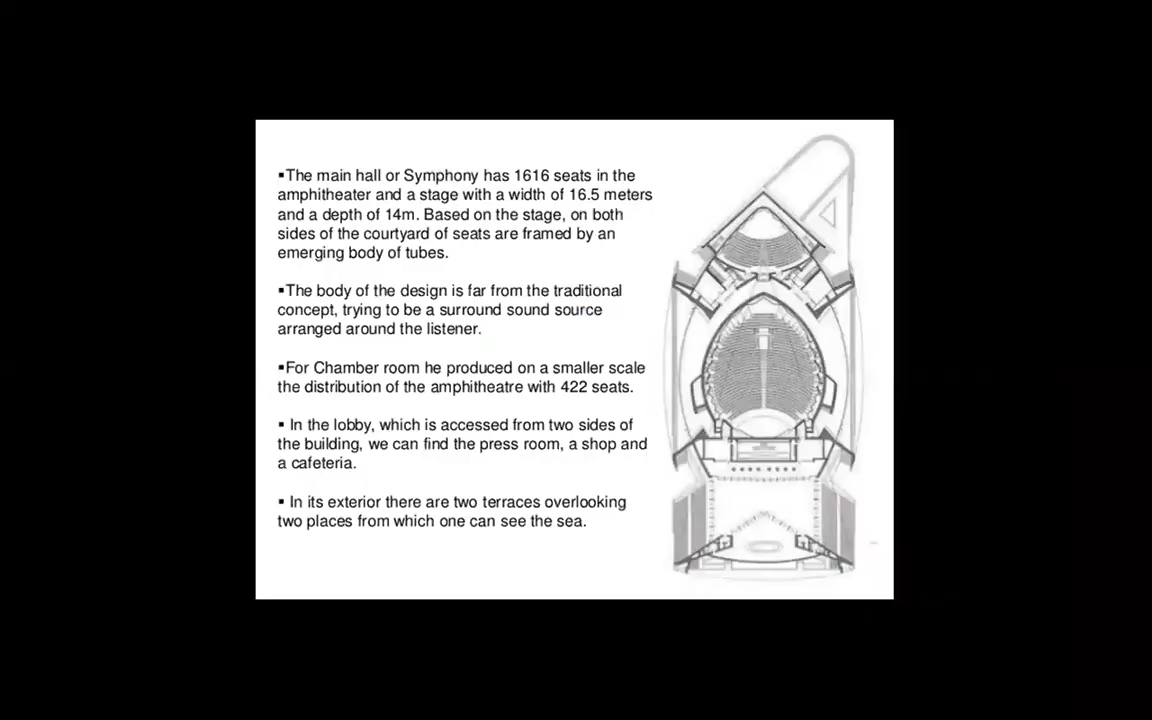 ▪The main hall or Symphony has 1616 seats in the
amphitheater and a stage with a width of 16.5 meters
and a depth of 14m. Based on the stage, on both
sides of the courtyard of seats are framed by an
emerging body of tubes.
▪The body of the design is far from the traditional
concept, trying to be a surround sound source
arranged around the listener.
▪For Chamber room he produced on a smaller scale
the distribution of the amphitheatre with 422 seats.
▪ In the lobby, which is accessed from two sides of
the building, we can find the press room, a shop and
a cafeteria.
▪ In its exterior there are two terraces overlooking
two places from which one can see the sea.